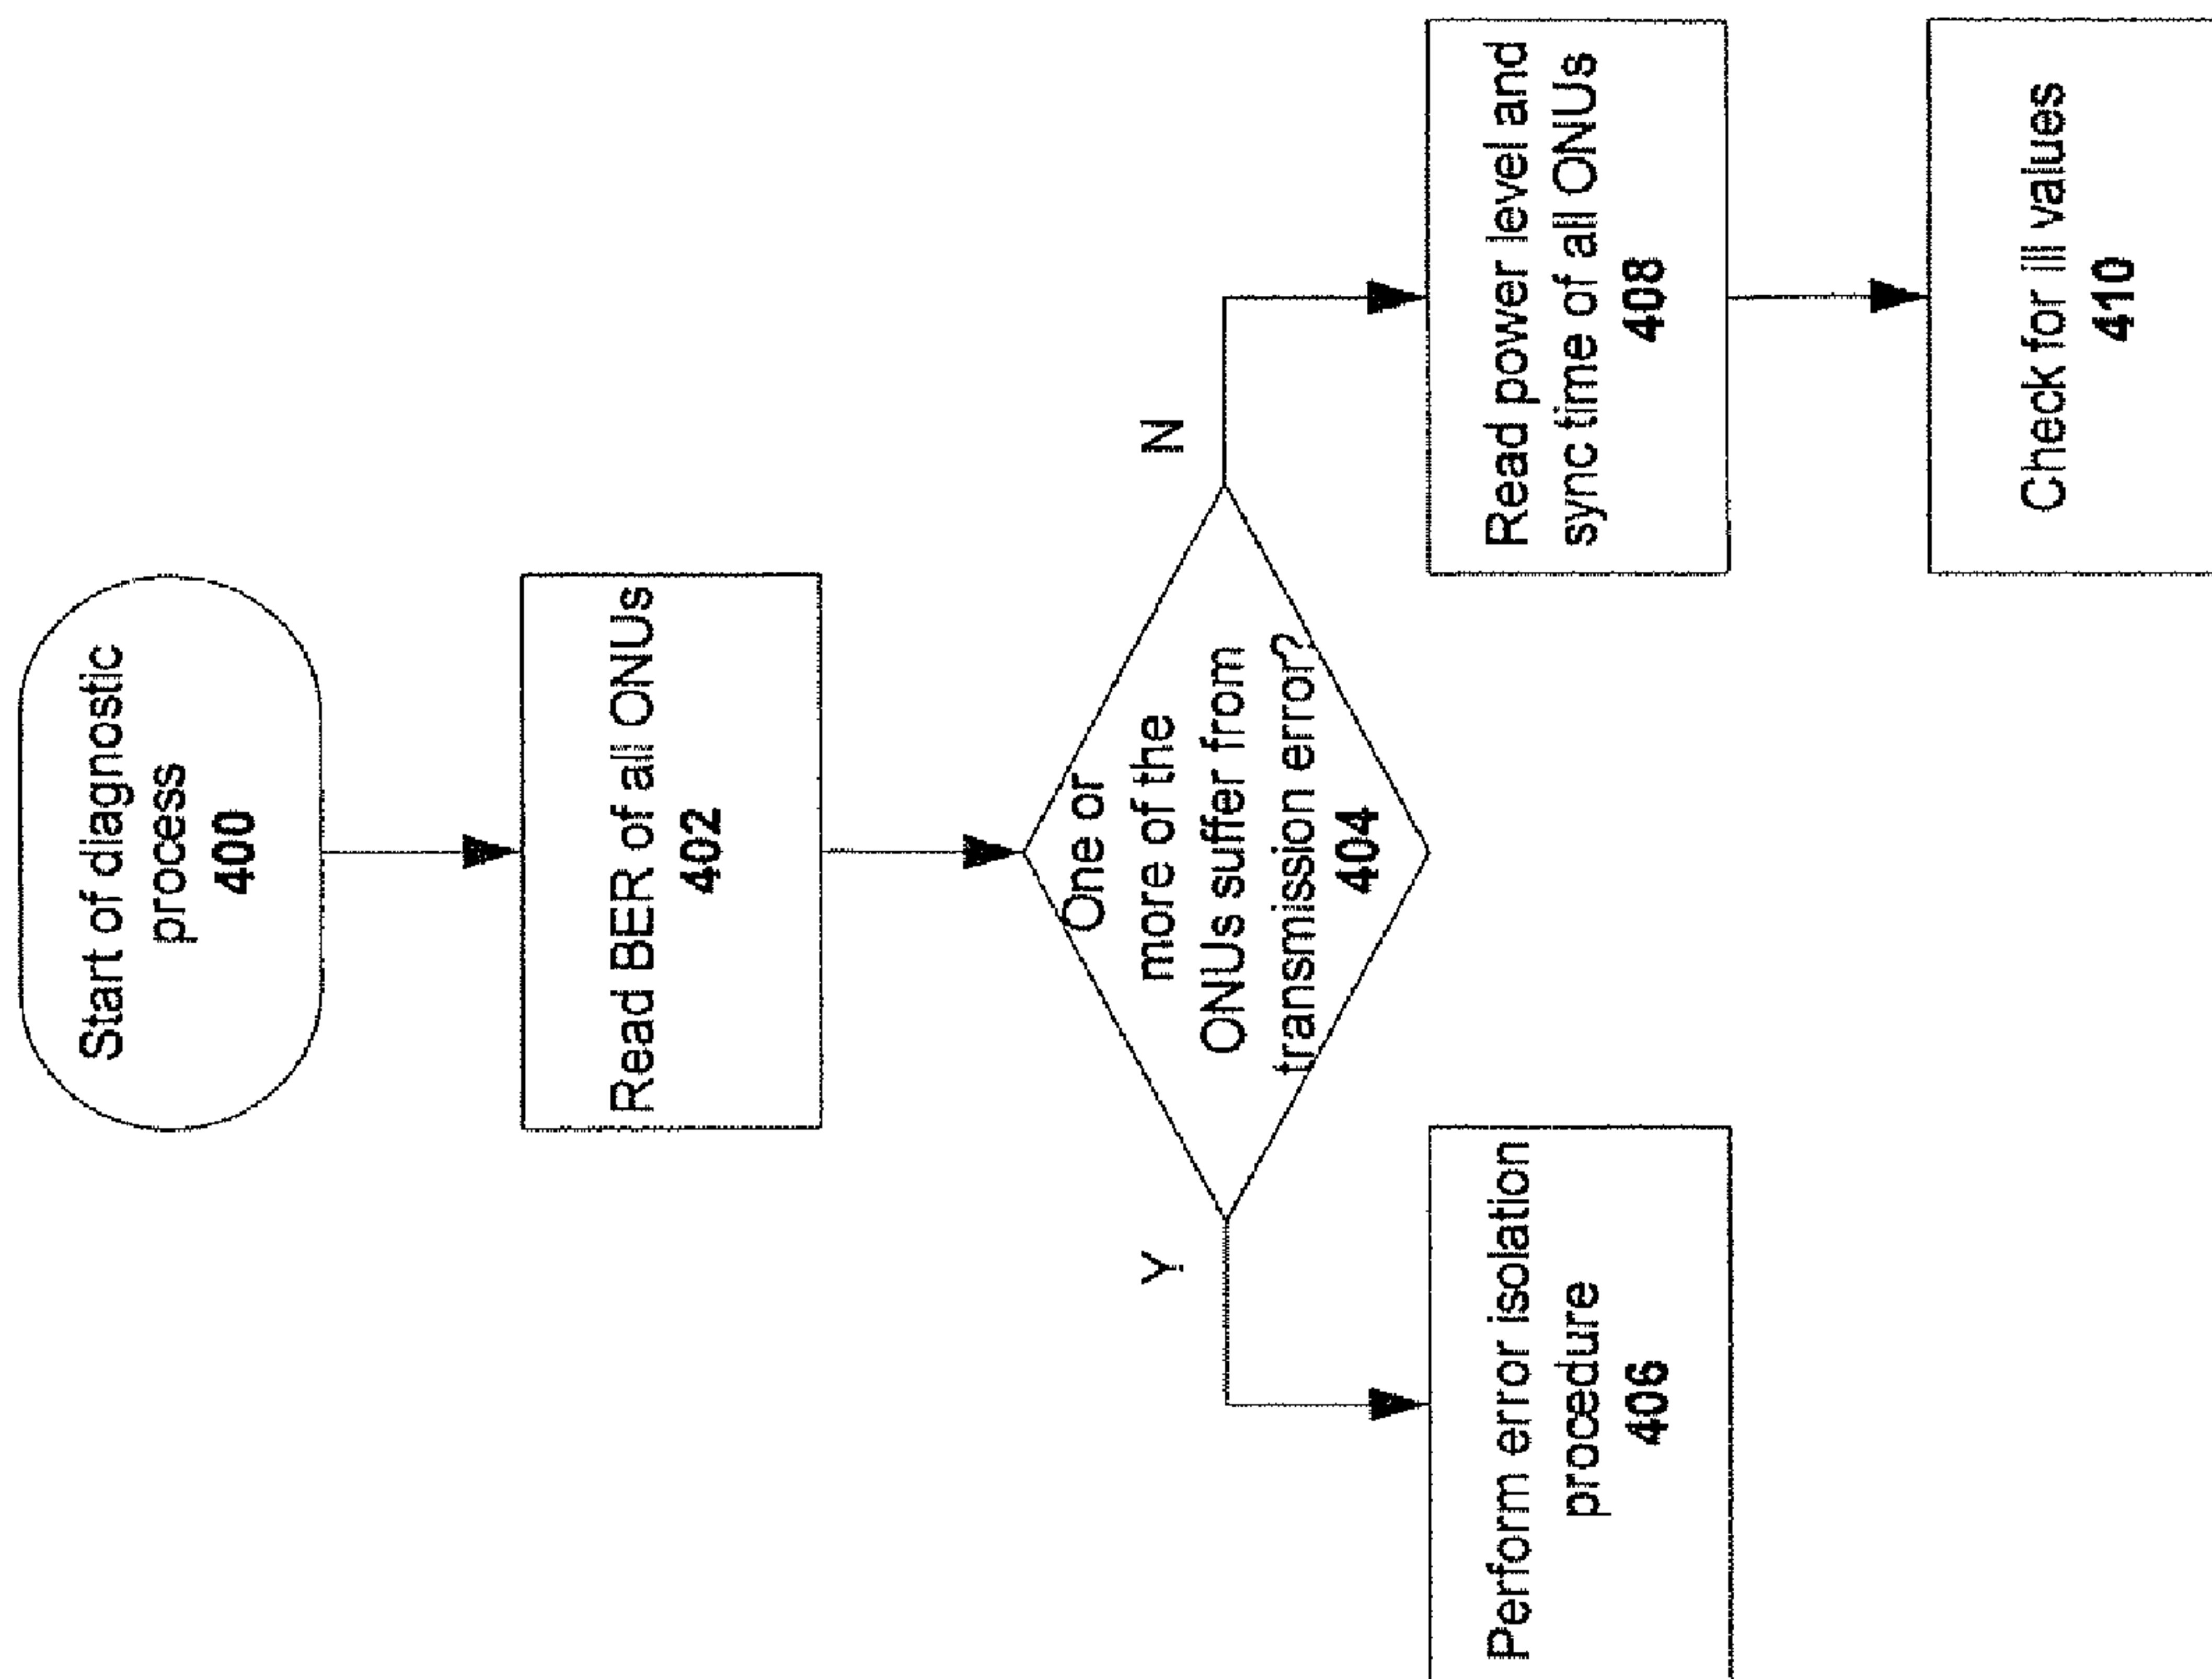 Start of diagnostic
process
400
Read BER of all ONUs
402
One or
more of the
ONUs suffer from
transmission error?
404
Y
N
Perform error isolation
procedure
406
Read power level and
sync time of all ONUs
408
Check for ill values
410